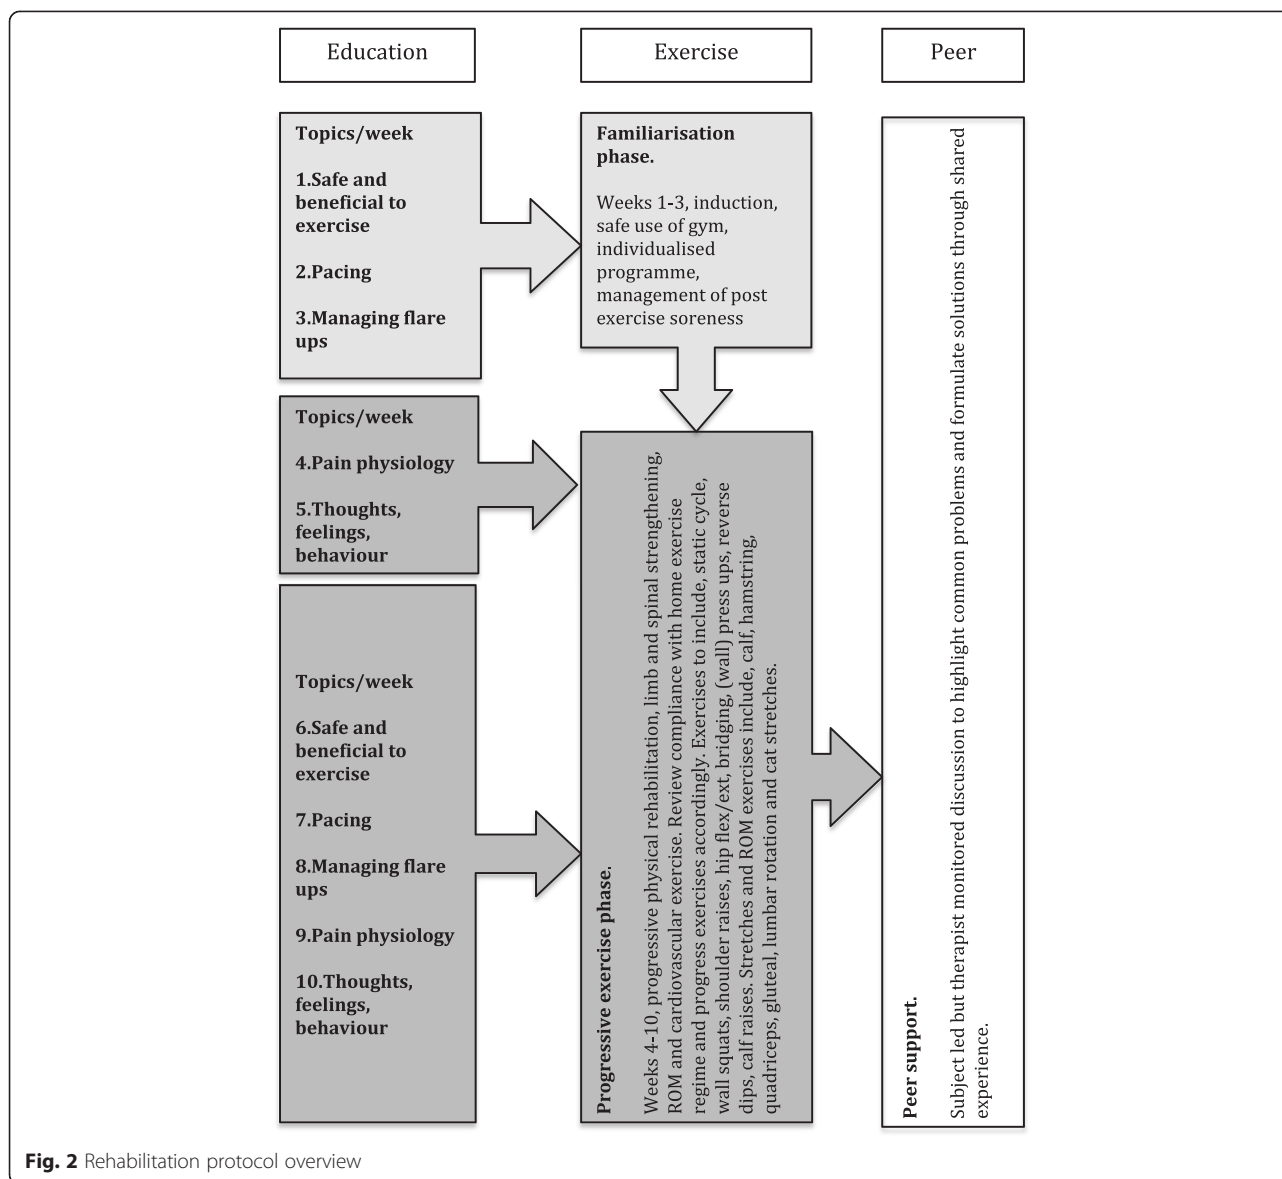 Education
Exercise
Peer
Topics/week
1.Safe and
beneficial to
exercise
2.Pacing
3.Managing flare
ups
Familiarisation
phase.
Weeks 1-3, induction,
safe use of gym,
individualised
programme,
management of post
exercise soreness
Topics/week
4.Pain physiology
5.Thoughts,
feelings,
behaviour
Topics/week
6.Safe and
beneficial to
exercise
7.Pacing
8.Managing flare
ups
9.Pain physiology
10.Thoughts,
feelings,
behaviour
Progressive exercise phase.
Weeks 4-10, progressive physical rehabilitation, limb and spinal strengthening,
ROM and cardiovascular exercise. Review compliance with home exercise
regime and progress exercises accordingly. Exercises to include, static cycle,
wall squats, shoulder raises, hip flex/ext, bridging, (wall) press ups, reverse
dips, calf raises. Stretches and ROM exercises include, calf, hamstring,
quadriceps, gluteal, lumbar rotation and cat stretches.
Peer support.
Subject led but therapist monitored discussion to highlight common problems and formulate solutions through shared
experience.
Fig. 2 Rehabilitation protocol overview